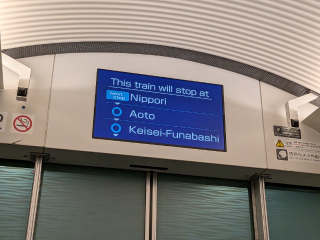 This train will stop at
Next stop
Nippori
Aoto
Keisei-Funabashi